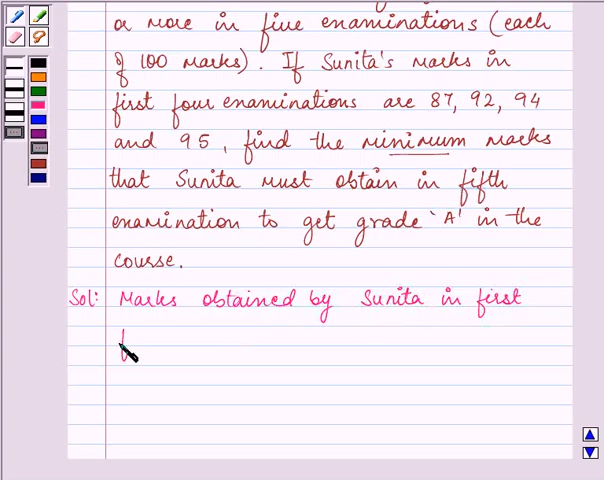 or more in five examinations (each
of 100 marks). If Sunita's marks in
first four examinations are 87, 92, 94
and 95, find the minimum marks
that Sunita must obtain in fifth
examination to get grade 'A' in the
course.
Sol: Marks obtained by Sunita in first